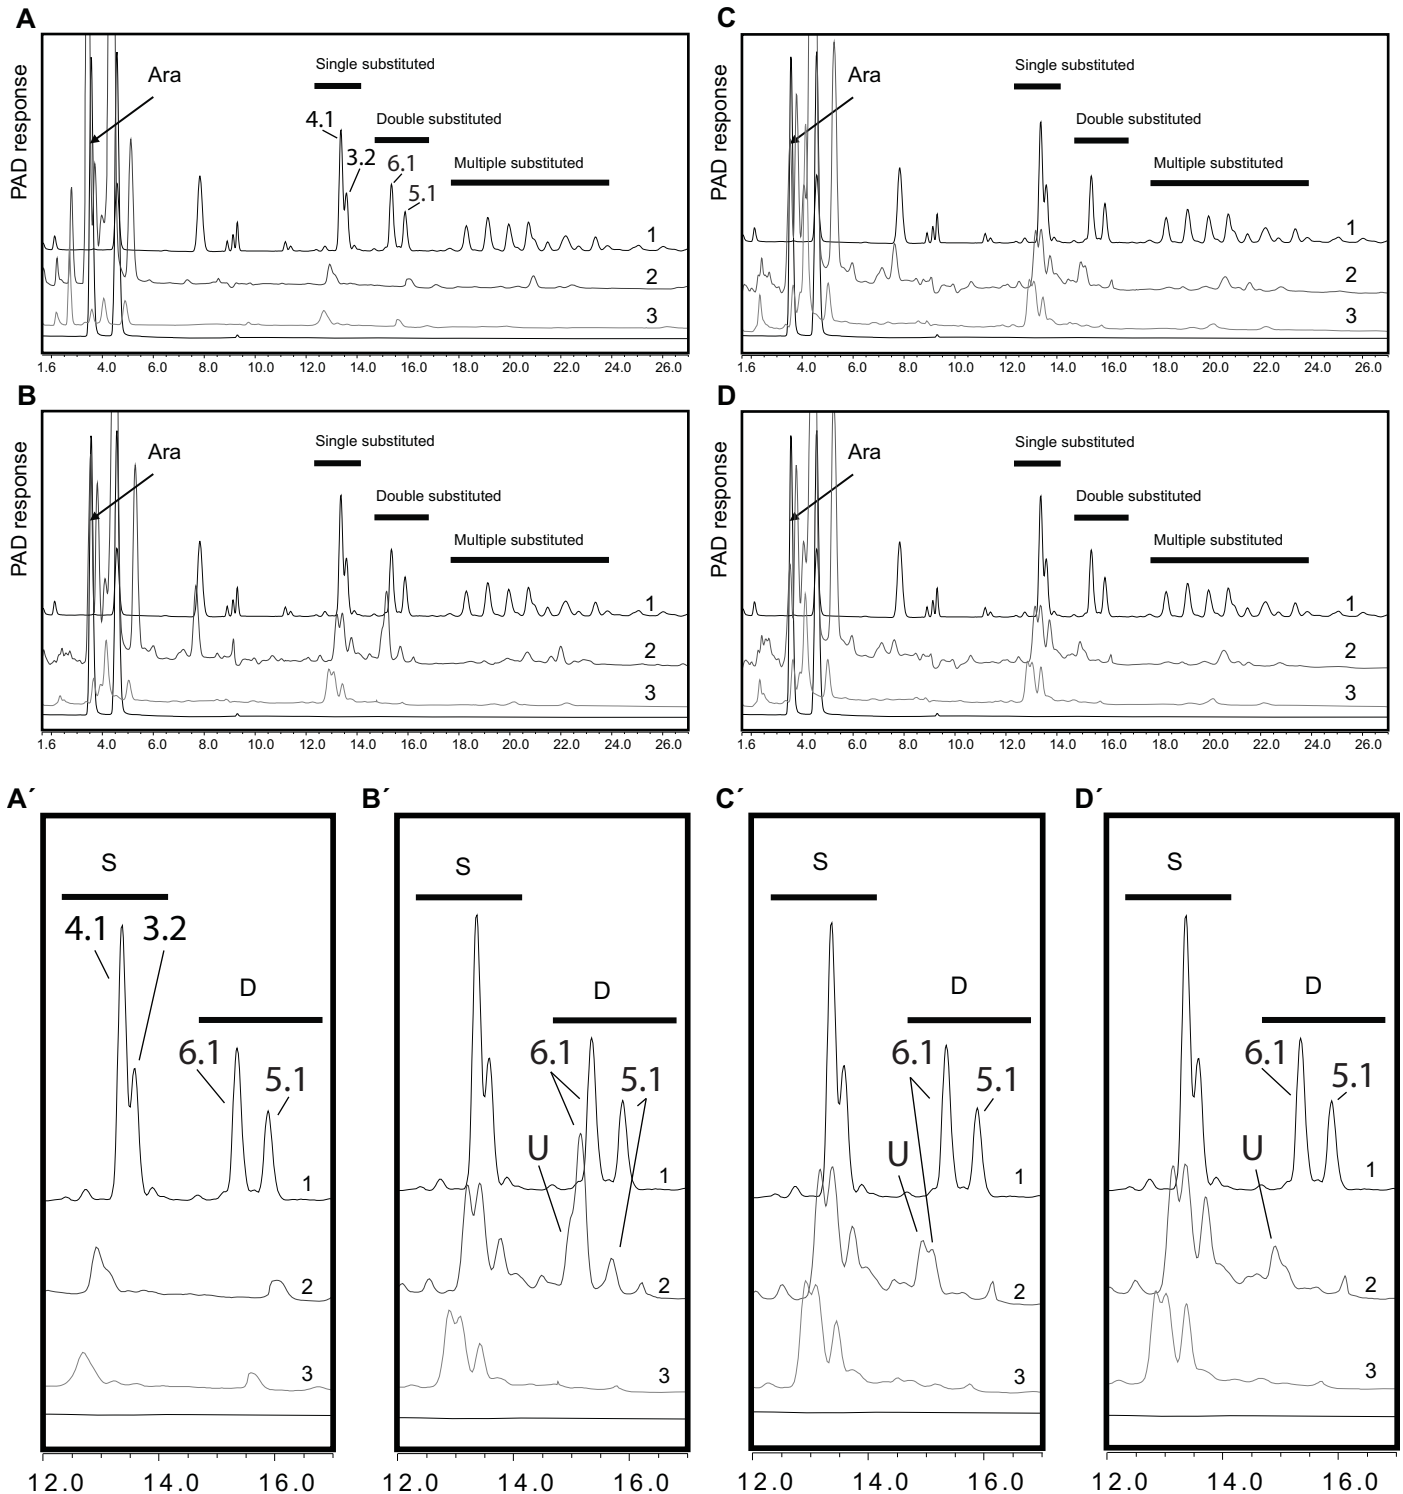 A
PAD response
Ara
Single substituted
Double substituted
Multiple substituted
4.1
3.2
6.1
5.1
1
2
3
1.6 4.0 6.0 8.0 10.0 12.0 14.0 16.0 18.0 20.0 22.0 24.0 26.0
C
PAD response
Ara
Single substituted
Double substituted
Multiple substituted
1
2
3
1.6 4.0 6.0 8.0 10.0 12.0 14.0 16.0 18.0 20.0 22.0 24.0 26.0
B
PAD response
Ara
Single substituted
Double substituted
Multiple substituted
1
2
3
1.6 4.0 6.0 8.0 10.0 12.0 14.0 16.0 18.0 20.0 22.0 24.0 26.0
D
PAD response
Ara
Single substituted
Double substituted
Multiple substituted
1
2
3
1.6 4.0 6.0 8.0 10.0 12.0 14.0 16.0 18.0 20.0 22.0 24.0 26.0
A´
S
4.1 3.2
D
6.1
5.1
1
2
3
12.0 14.0 16.0
B´
S
D
6.1
5.1
U
1
2
3
12.0 14.0 16.0
C´
S
D
6.1
5.1
U
1
2
3
12.0 14.0 16.0
D´
S
D
6.1
5.1
U
1
2
3
12.0 14.0 16.0